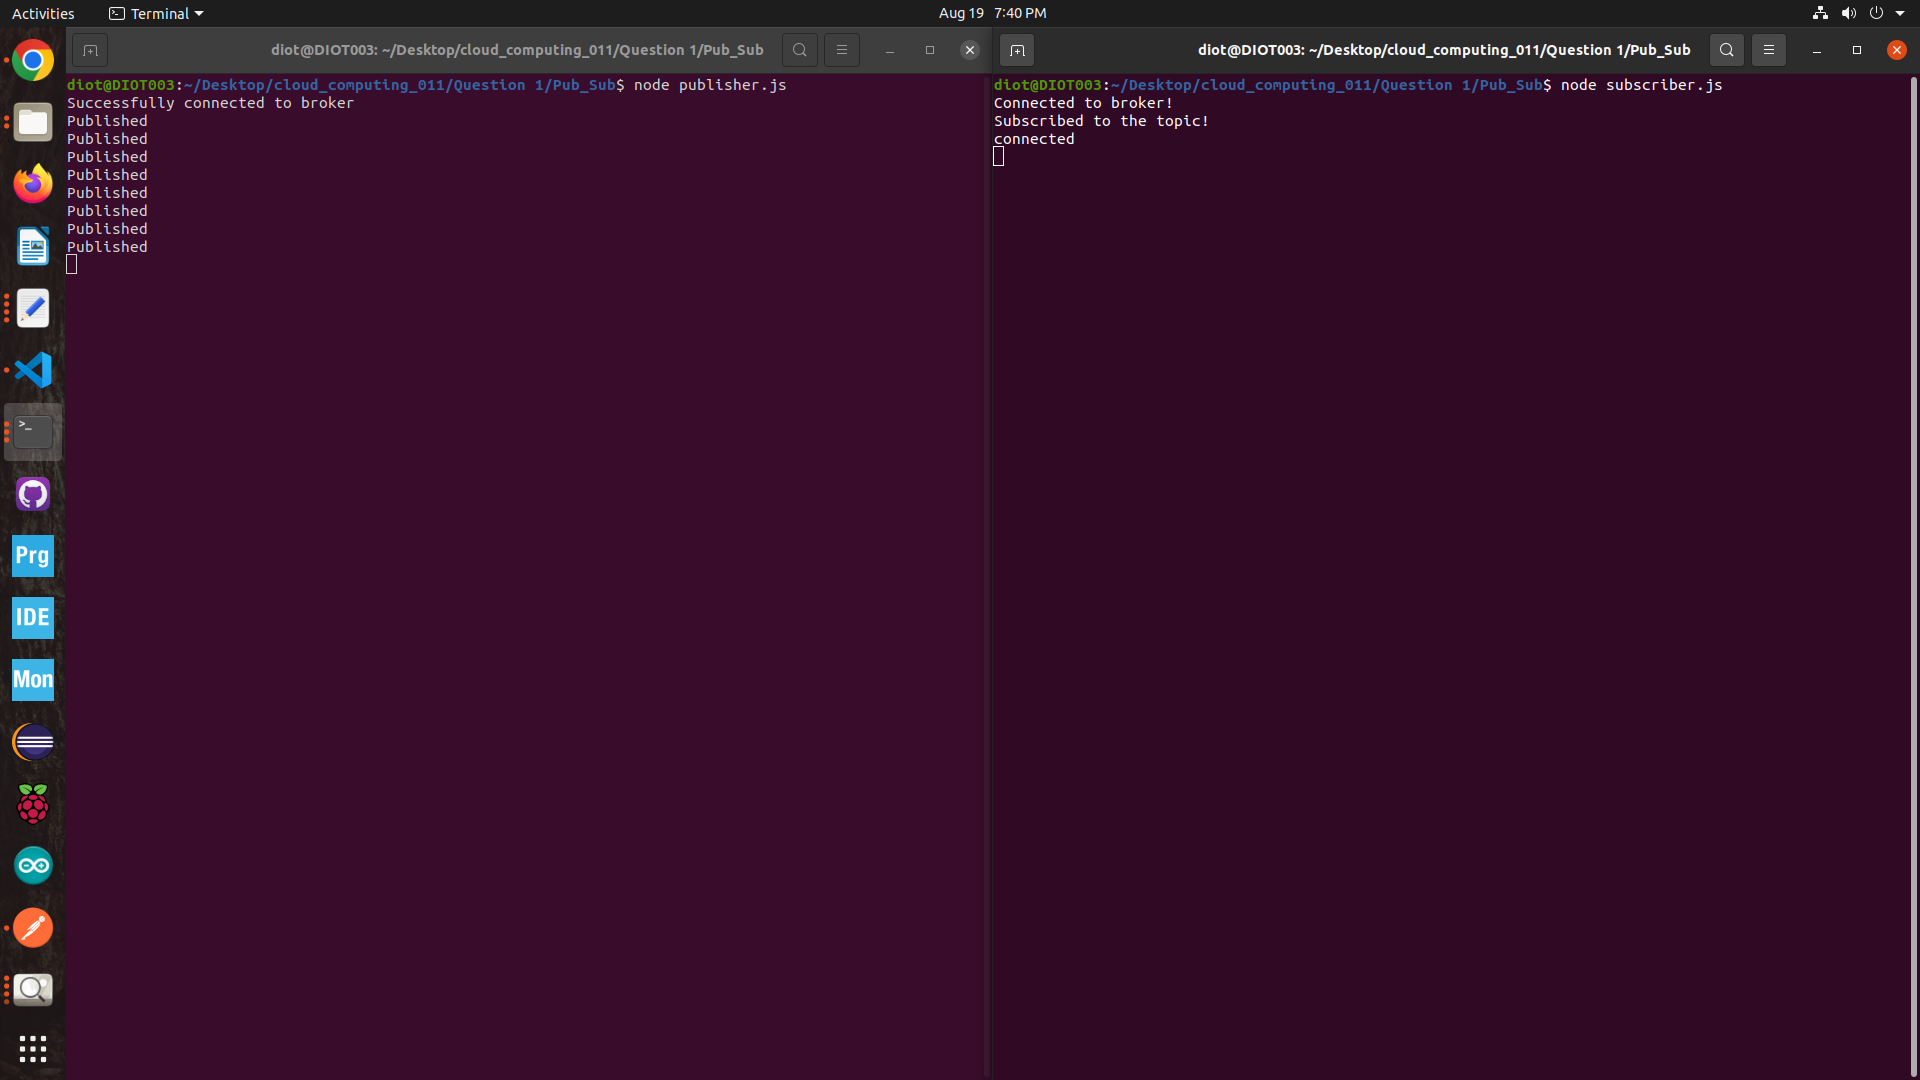 Activities
Terminal
Aug 19 7:40 PM
diot@DIOT003: ~/Desktop/cloud_computing_011/Question 1/Pub_Sub
diot@DIOT003:~/Desktop/cloud_computing_011/Question 1/Pub_Sub$ node publisher.js
Successfully connected to broker
Published
Published
Published
Published
Published
Published
Published
Published
diot@DIOT003: ~/Desktop/cloud_computing_011/Question 1/Pub_Sub
diot@DIOT003:~/Desktop/cloud_computing_011/Question 1/Pub_Sub$ node subscriber.js
Connected to broker!
Subscribed to the topic!
connected
>_
Prg
IDE
Mon